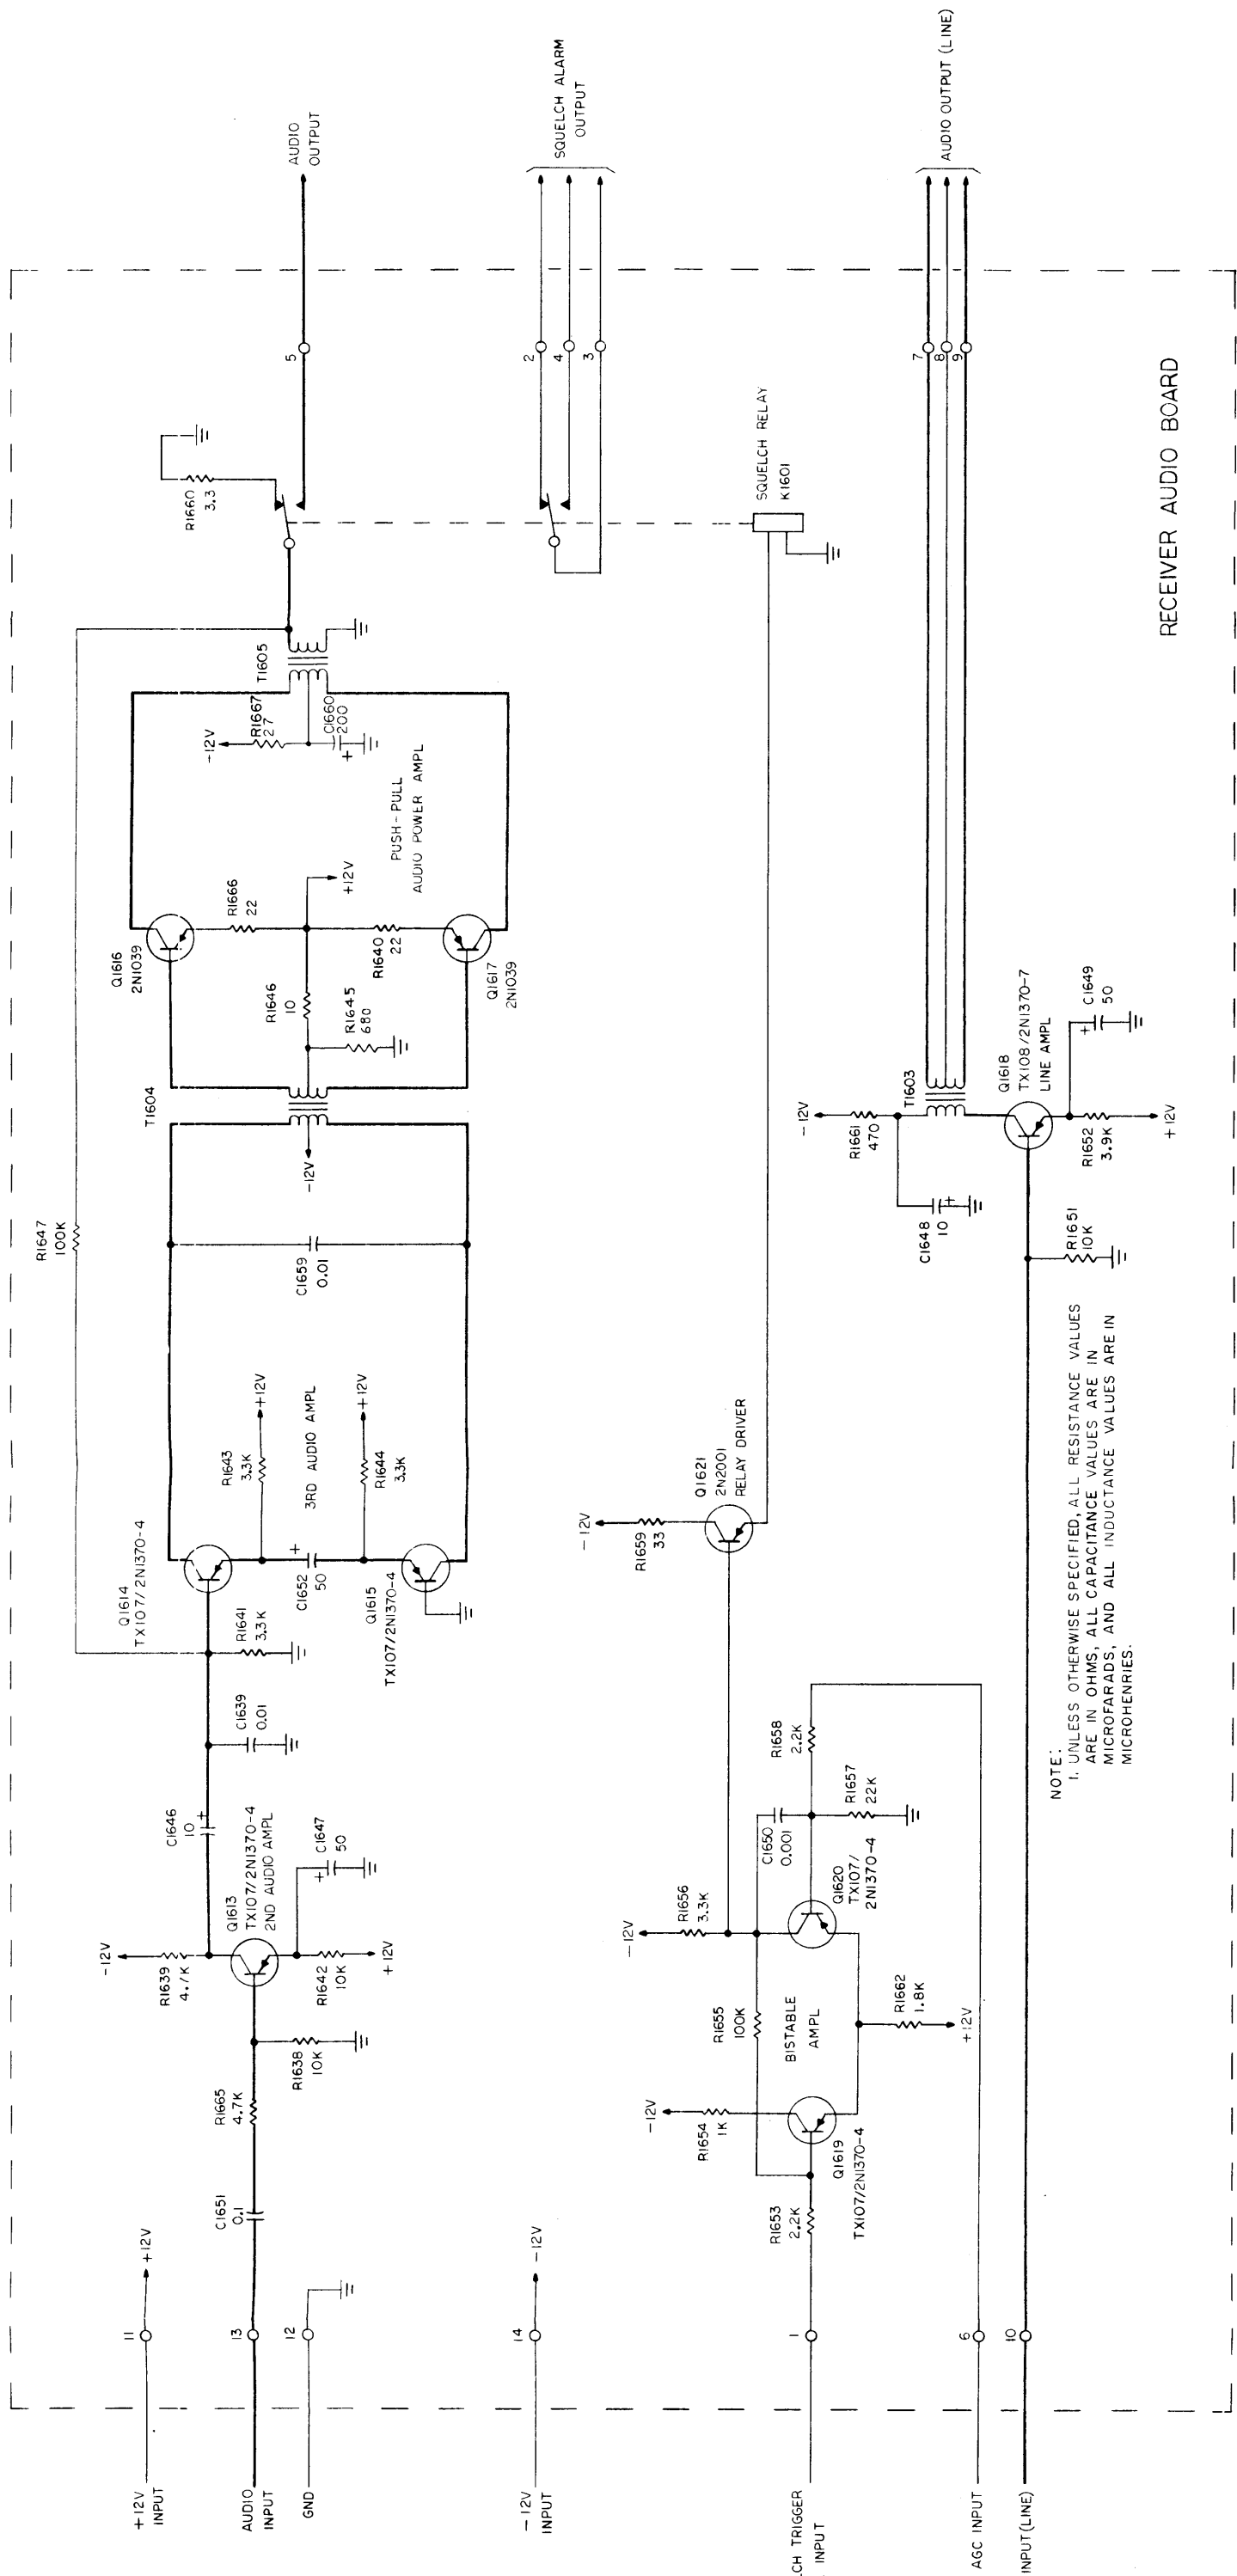 +12V
INPUT
11
+12V
AUDIO
INPUT
13
GND
12
C1651
0.1
R1665
4.7K
R1638
10K
-12V
R1639
Q1613
TX107/2N1370-4
2ND AUDIO AMPL
R1642
10K
+12V
C1647
50
C1646
10
C1639
0.01
R1641
3.3K
Q1614
TX107/2N1370-4
R1643
3.3K
+12V
3RD AUDIO AMPL
C1652
50
R1644
3.3K
+12V
Q1615
TX107/2N1370-4
C1659
0.01
R1647
100K
T1604
-12V
R1646
10
R1645
680
Q1616
2N1039
R1666
22
+12V
R1640
22
Q1617
2N1039
PUSH-PULL
AUDIO POWER AMPL
-12V
R1667
27
C1660
200
T1605
R1660
3.3
5
AUDIO
OUTPUT
-12V
INPUT
14
-12V
2
4
3
SQUELCH ALARM
OUTPUT
SQUELCH RELAY
K1601
LCH TRIGGER
INPUT
1
R1653
2.2K
Q1619
TX107/2N1370-4
-12V
R1654
1K
R1655
100K
BISTABLE
AMPL
R1662
1.8K
+12V
-12V
R1656
3.3K
Q1620
TX107/
2N1370-4
C1650
0.001
R1657
22K
R1658
2.2K
-12V
R1659
33
Q1621
2N2001
RELAY DRIVER
AGC INPUT
6
INPUT (LINE)
10
R1651
10K
-12V
R1661
470
C1648
10
T1603
Q1618
TX108/2N1370-7
LINE AMPL
R1652
3.9K
+12V
C1649
50
7
8
9
AUDIO OUTPUT (LINE)
NOTE:
1. UNLESS OTHERWISE SPECIFIED, ALL RESISTANCE VALUES
ARE IN OHMS, ALL CAPACITANCE VALUES ARE IN
MICROFARADS, AND ALL INDUCTANCE VALUES ARE IN
MICROHENRIES.
RECEIVER AUDIO BOARD